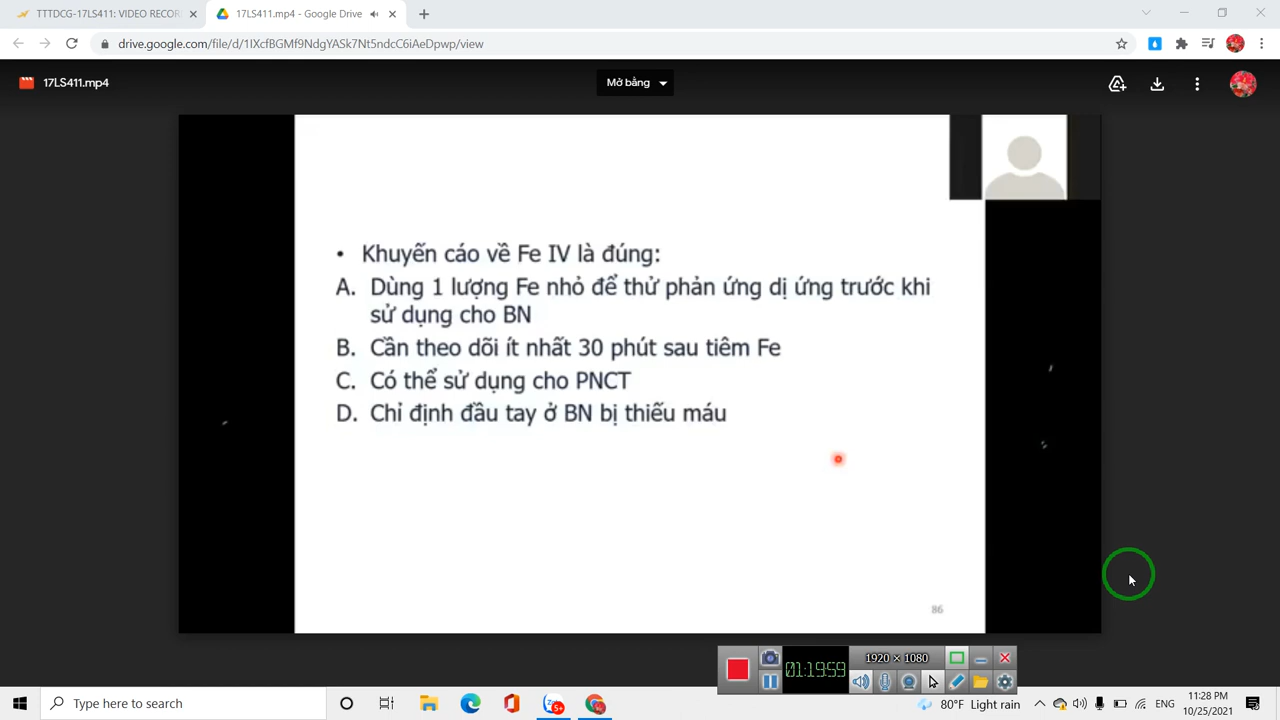 TTTDCG-17LS411: VIDEO RECOR
17LS411.mp4 - Google Drive
drive.google.com/file/d/1IXcfBGMf9NdgYASk7Nt5ndcC6iAeDpwp/view
17LS411.mp4
Mở bằng
• Khuyến cáo về Fe IV là đúng:
A. Dùng 1 lượng Fe nhỏ để thử phản ứng dị ứng trước khi
sử dụng cho BN
B. Cần theo dõi ít nhất 30 phút sau tiêm Fe
C. Có thể sử dụng cho PNCT
D. Chỉ định đầu tay ở BN bị thiếu máu
86
1920 × 1080
01:19:59
Type here to search
5+
80°F Light rain
ENG
11:28 PM
10/25/2021